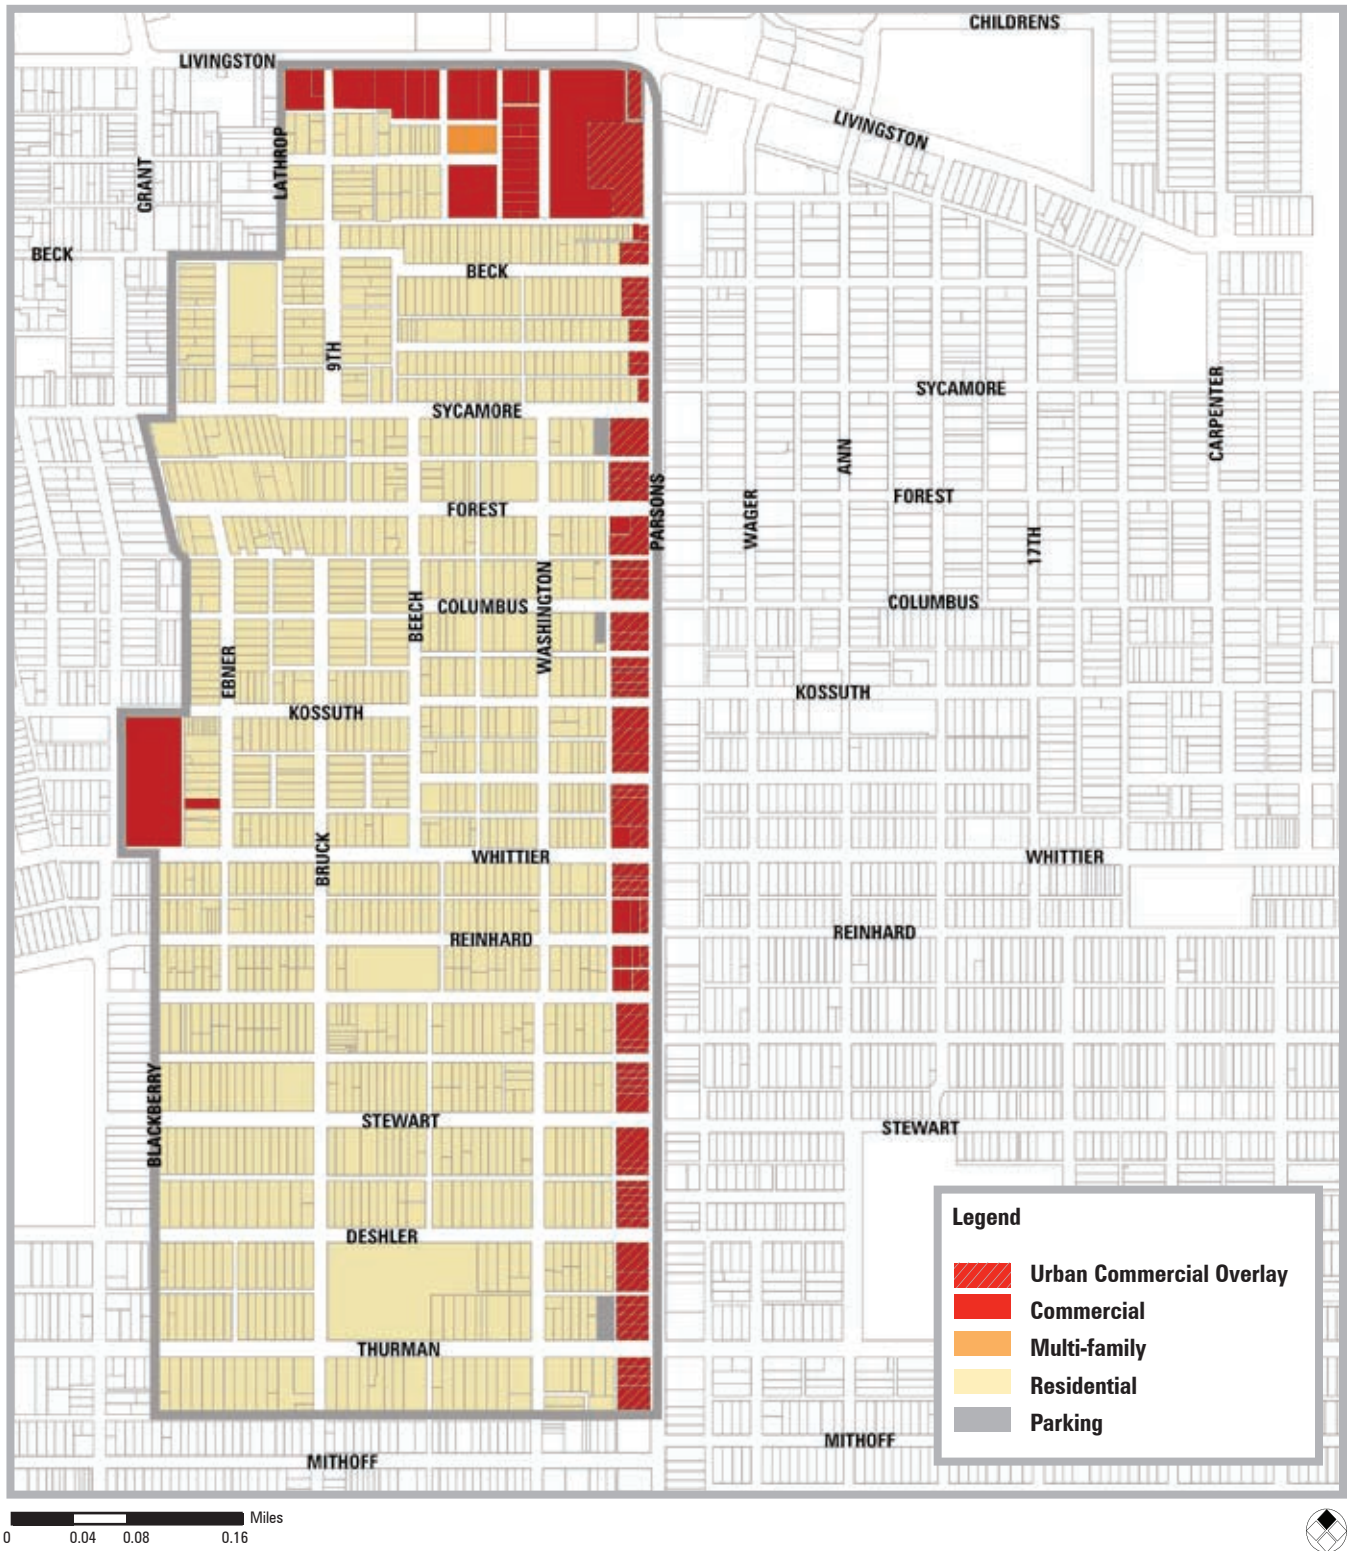 CHILDRENS
LIVINGSTON
LIVINGSTON
LATHROP
GRANT
BECK
BECK
9TH
SYCAMORE
SYCAMORE
CARPENTER
ANN
PARSONS
WAGER
FOREST
FOREST
17TH
WASHINGTON
BEECH
COLUMBUS
COLUMBUS
EBNER
KOSSUTH
KOSSUTH
BRUCK
WHITTIER
WHITTIER
REINHARD
REINHARD
BLACKBERRY
STEWART
STEWART
DESHLER
THURMAN
MITHOFF
MITHOFF
Legend
Urban Commercial Overlay
Commercial
Multi-family
Residential
Parking
Miles
0 0.04 0.08 0.16